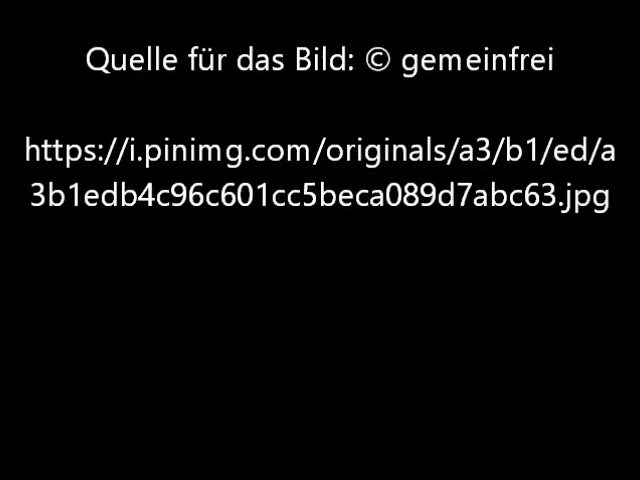 Quelle für das Bild: © gemeinfrei
https://i.pinimg.com/originals/a3/b1/ed/a
3b1edb4c96c601cc5beca089d7abc63.jpg